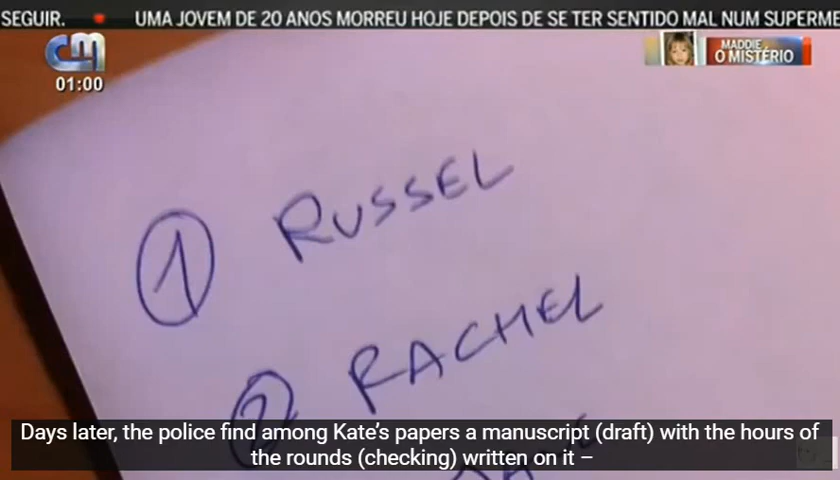 SEGUIR. UMA JOVEM DE 20 ANOS MORREU HOJE DEPOIS DE SE TER SENTIDO MAL NUM SUPERME
CM
01:00
MADDIE,
O MISTÉRIO
1 RUSSEL
2 RACHEL
Days later, the police find among Kate's papers a manuscript (draft) with the hours of
the rounds (checking) written on it –